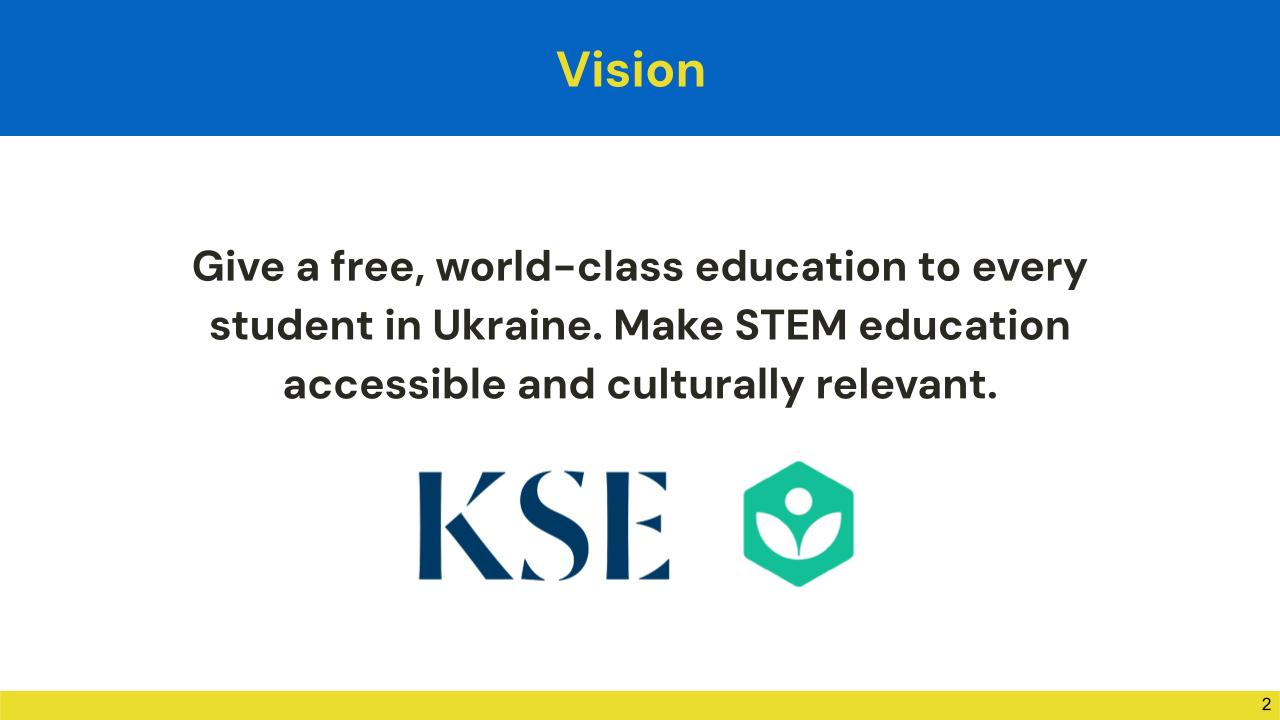 Vision
Give a free, world-class education to every
student in Ukraine. Make STEM education
accessible and culturally relevant.
KSE
2